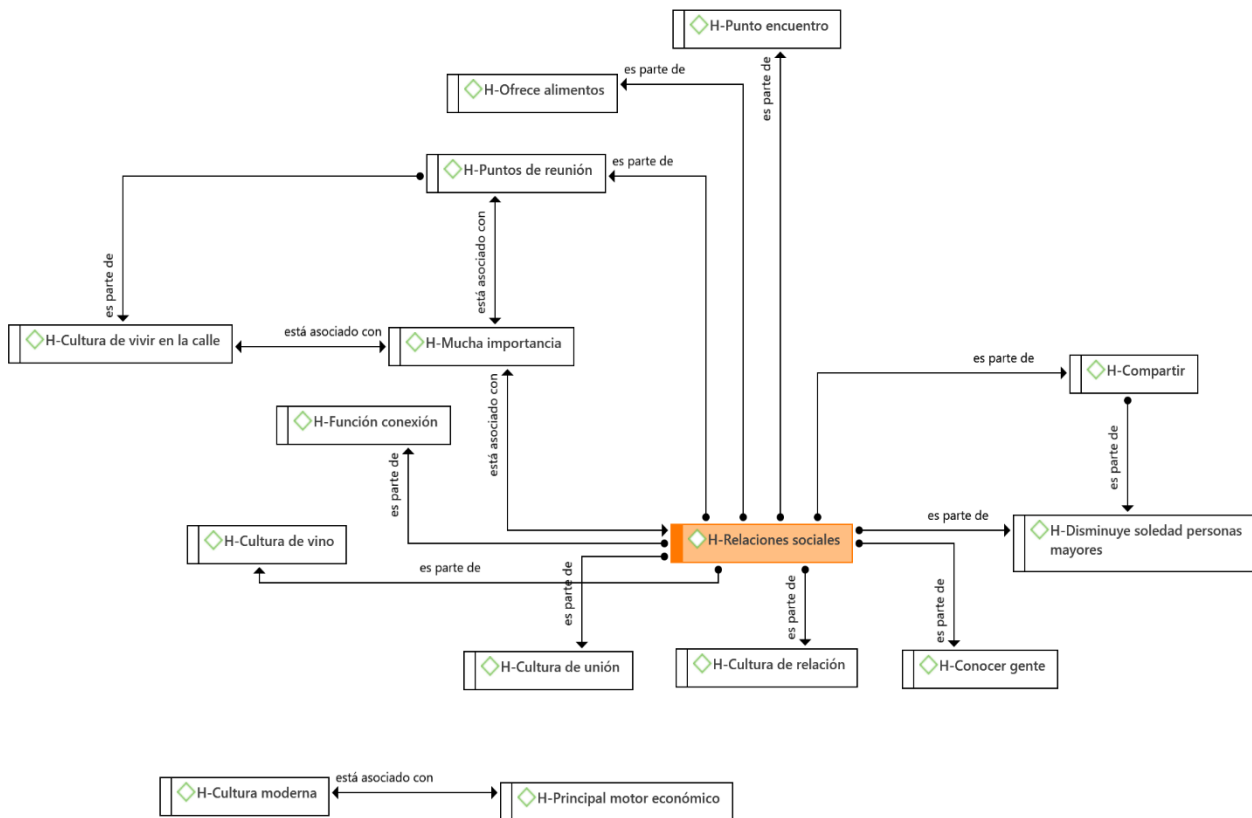 H-Punto encuentro
es parte de
H-Ofrece alimentos
es parte de
H-Puntos de reunión
es parte de
es parte de
está asociado con
H-Cultura de vivir en la calle
está asociado con
H-Mucha importancia
es parte de
H-Compartir
H-Función conexión
es parte de
está asociado con
es parte de
H-Cultura de vino
es parte de
H-Relaciones sociales
es parte de
H-Disminuye soledad personas
mayores
es parte de
es parte de
es parte de
H-Cultura de unión
H-Cultura de relación
H-Conocer gente
H-Cultura moderna
está asociado con
H-Principal motor económico